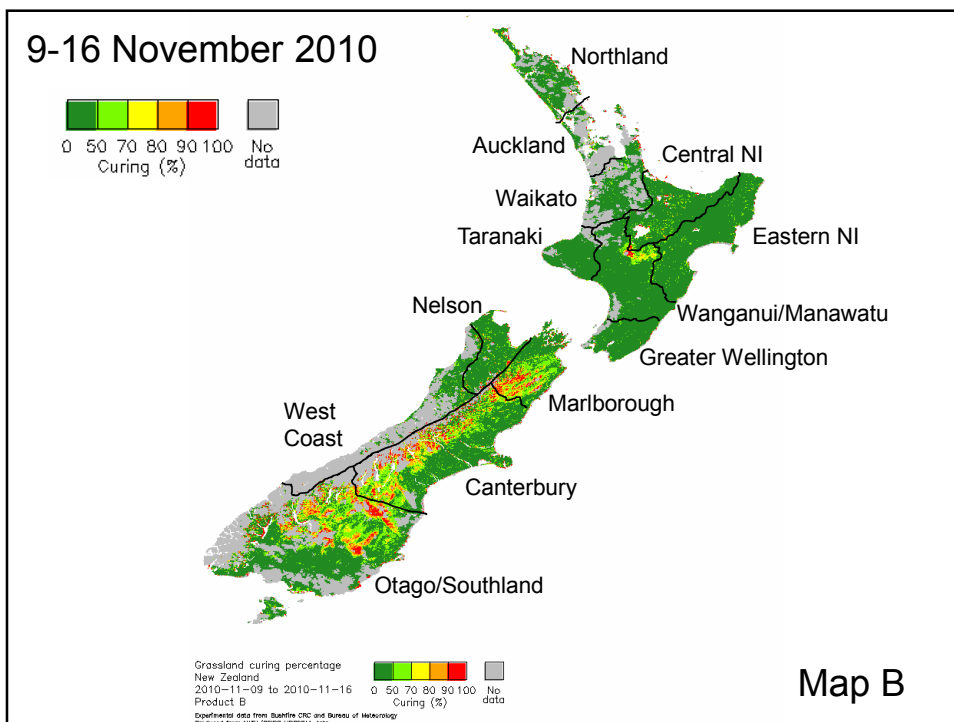 9-16 November 2010
0 50 70 80 90 100
Curing (%)
No
data
Northland
Auckland
Central NI
Waikato
Taranaki
Eastern NI
Nelson
Wanganui/Manawatu
Greater Wellington
Marlborough
West
Coast
Canterbury
Otago/Southland
Grassland curing percentage
New Zealand
2010-11-09 to 2010-11-16
Product B
Experimental data from Bushfire CRC and Bureau of Meteorology
0 50 70 80 90 100
Curing (%)
No
data
Map B